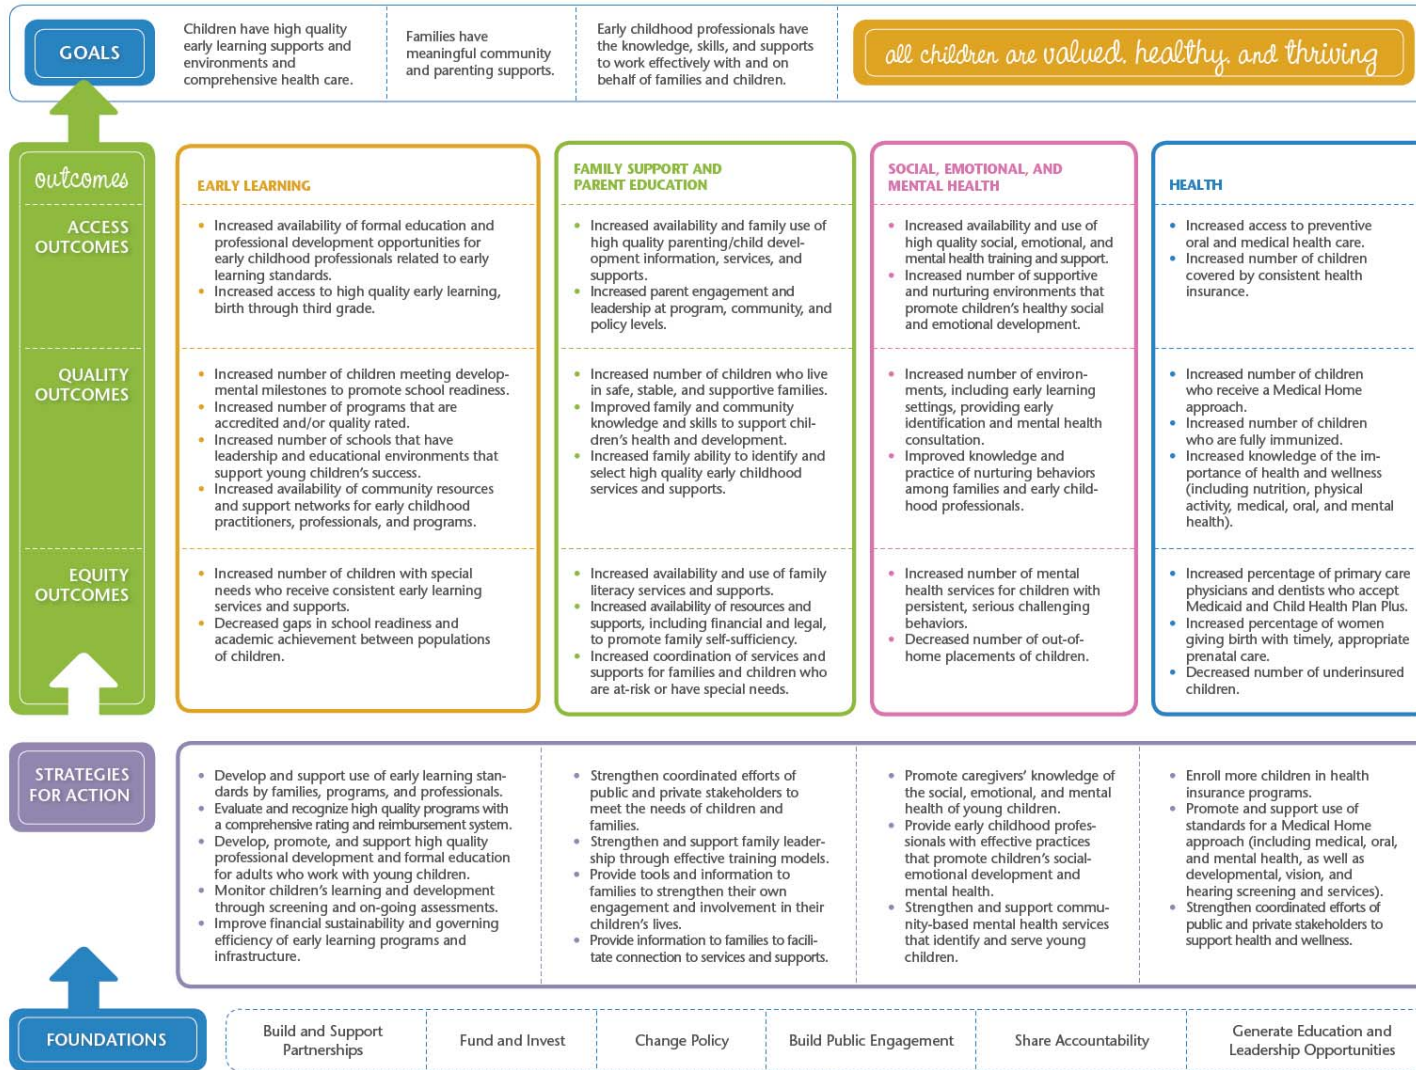 GOALS
Children have high quality
early learning supports and
environments and
comprehensive health care.
Families have
meaningful community
and parenting supports.
Early childhood professionals have
the knowledge, skills, and supports
to work effectively with and on
behalf of families and children.
all children are valued, healthy, and thriving
outcomes
EARLY LEARNING
FAMILY SUPPORT AND
PARENT EDUCATION
SOCIAL, EMOTIONAL, AND
MENTAL HEALTH
HEALTH
ACCESS
OUTCOMES
• Increased availability of formal education and
professional development opportunities for
early childhood professionals related to early
learning standards.
• Increased access to high quality early learning,
birth through third grade.
• Increased availability and family use of
high quality parenting/child devel-
opment information, services, and
supports.
• Increased parent engagement and
leadership at program, community, and
policy levels.
• Increased availability and use of
high quality social, emotional, and
mental health training and support.
• Increased number of supportive
and nurturing environments that
promote children's healthy social
and emotional development.
• Increased access to preventive
oral and medical health care.
• Increased number of children
covered by consistent health
insurance.
QUALITY
OUTCOMES
• Increased number of children meeting develop-
mental milestones to promote school readiness.
• Increased number of programs that are
accredited and/or quality rated.
• Increased number of schools that have
leadership and educational environments that
support young children's success.
• Increased availability of community resources
and support networks for early childhood
practitioners, professionals, and programs.
• Increased number of children who live
in safe, stable, and supportive families.
• Improved family and community
knowledge and skills to support chil-
dren's health and development.
• Increased family ability to identify and
select high quality early childhood
services and supports.
• Increased number of environ-
ments, including early learning
settings, providing early
identification and mental health
consultation.
• Improved knowledge and
practice of nurturing behaviors
among families and early child-
hood professionals.
• Increased number of children
who receive a Medical Home
approach.
• Increased number of children
who are fully immunized.
• Increased knowledge of the im-
portance of health and wellness
(including nutrition, physical
activity, medical, oral, and mental
health).
EQUITY
OUTCOMES
• Increased number of children with special
needs who receive consistent early learning
services and supports.
• Decreased gaps in school readiness and
academic achievement between populations
of children.
• Increased availability and use of family
literacy services and supports.
• Increased availability of resources and
supports, including financial and legal,
to promote family self-sufficiency.
• Increased coordination of services and
supports for families and children who
are at-risk or have special needs.
• Increased number of mental
health services for children with
persistent, serious challenging
behaviors.
• Decreased number of out-of-
home placements of children.
• Increased percentage of primary care
physicians and dentists who accept
Medicaid and Child Health Plan Plus.
• Increased percentage of women
giving birth with timely, appropriate
prenatal care.
• Decreased number of underinsured
children.
STRATEGIES
FOR ACTION
• Develop and support use of early learning stan-
dards by families, programs, and professionals.
• Evaluate and recognize high quality programs with
a comprehensive rating and reimbursement system.
• Develop, promote, and support high quality
professional development and formal education
for adults who work with young children.
• Monitor children's learning and development
through screening and on-going assessments.
• Improve financial sustainability and governing
efficiency of early learning programs and
infrastructure.
• Strengthen coordinated efforts of
public and private stakeholders to
meet the needs of children and
families.
• Strengthen and support family leader-
ship through effective training models.
• Provide tools and information to
families to strengthen their own
engagement and involvement in their
children's lives.
• Provide information to families to facili-
tate connection to services and supports.
• Promote caregivers' knowledge of
the social, emotional, and mental
health of young children.
• Provide early childhood profes-
sionals with effective practices
that promote children's social-
emotional development and
mental health.
• Strengthen and support commu-
nity-based mental health services
that identify and serve young
children.
• Enroll more children in health
insurance programs.
• Promote and support use of
standards for a Medical Home
approach (including medical, oral,
and mental health, as well as
developmental, vision, and
hearing screening and services).
• Strengthen coordinated efforts of
public and private stakeholders to
support health and wellness.
FOUNDATIONS
Build and Support
Partnerships
Fund and Invest
Change Policy
Build Public Engagement
Share Accountability
Generate Education and
Leadership Opportunities